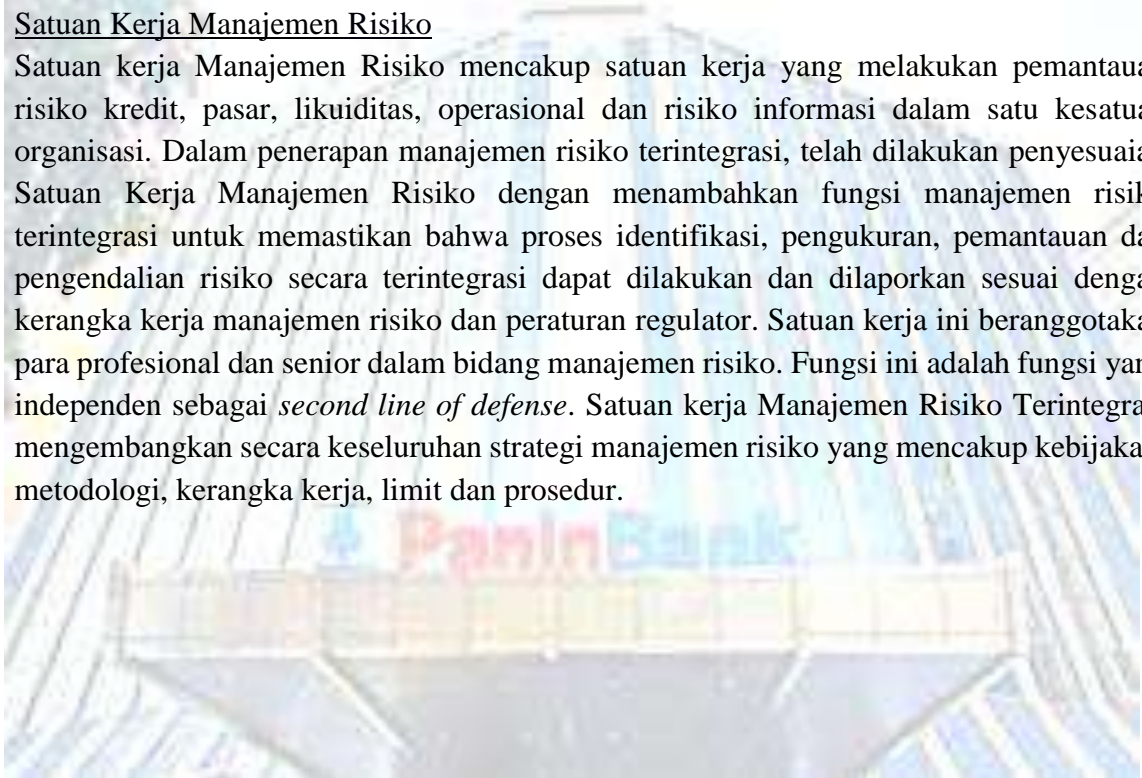 Satuan Kerja Manajemen Risiko
Satuan kerja Manajemen Risiko mencakup satuan kerja yang melakukan pemantaua
risiko kredit, pasar, likuiditas, operasional dan risiko informasi dalam satu kesatua
organisasi. Dalam penerapan manajemen risiko terintegrasi, telah dilakukan penyesuaia
Satuan Kerja Manajemen Risiko dengan menambahkan fungsi manajemen risik
terintegrasi untuk memastikan bahwa proses identifikasi, pengukuran, pemantauan da
pengendalian risiko secara terintegrasi dapat dilakukan dan dilaporkan sesuai denga
kerangka kerja manajemen risiko dan peraturan regulator. Satuan kerja ini beranggotaka
para profesional dan senior dalam bidang manajemen risiko. Fungsi ini adalah fungsi yan
independen sebagai second line of defense. Satuan kerja Manajemen Risiko Terintegra
mengembangkan secara keseluruhan strategi manajemen risiko yang mencakup kebijaka
metodologi, kerangka kerja, limit dan prosedur.
PaninBank